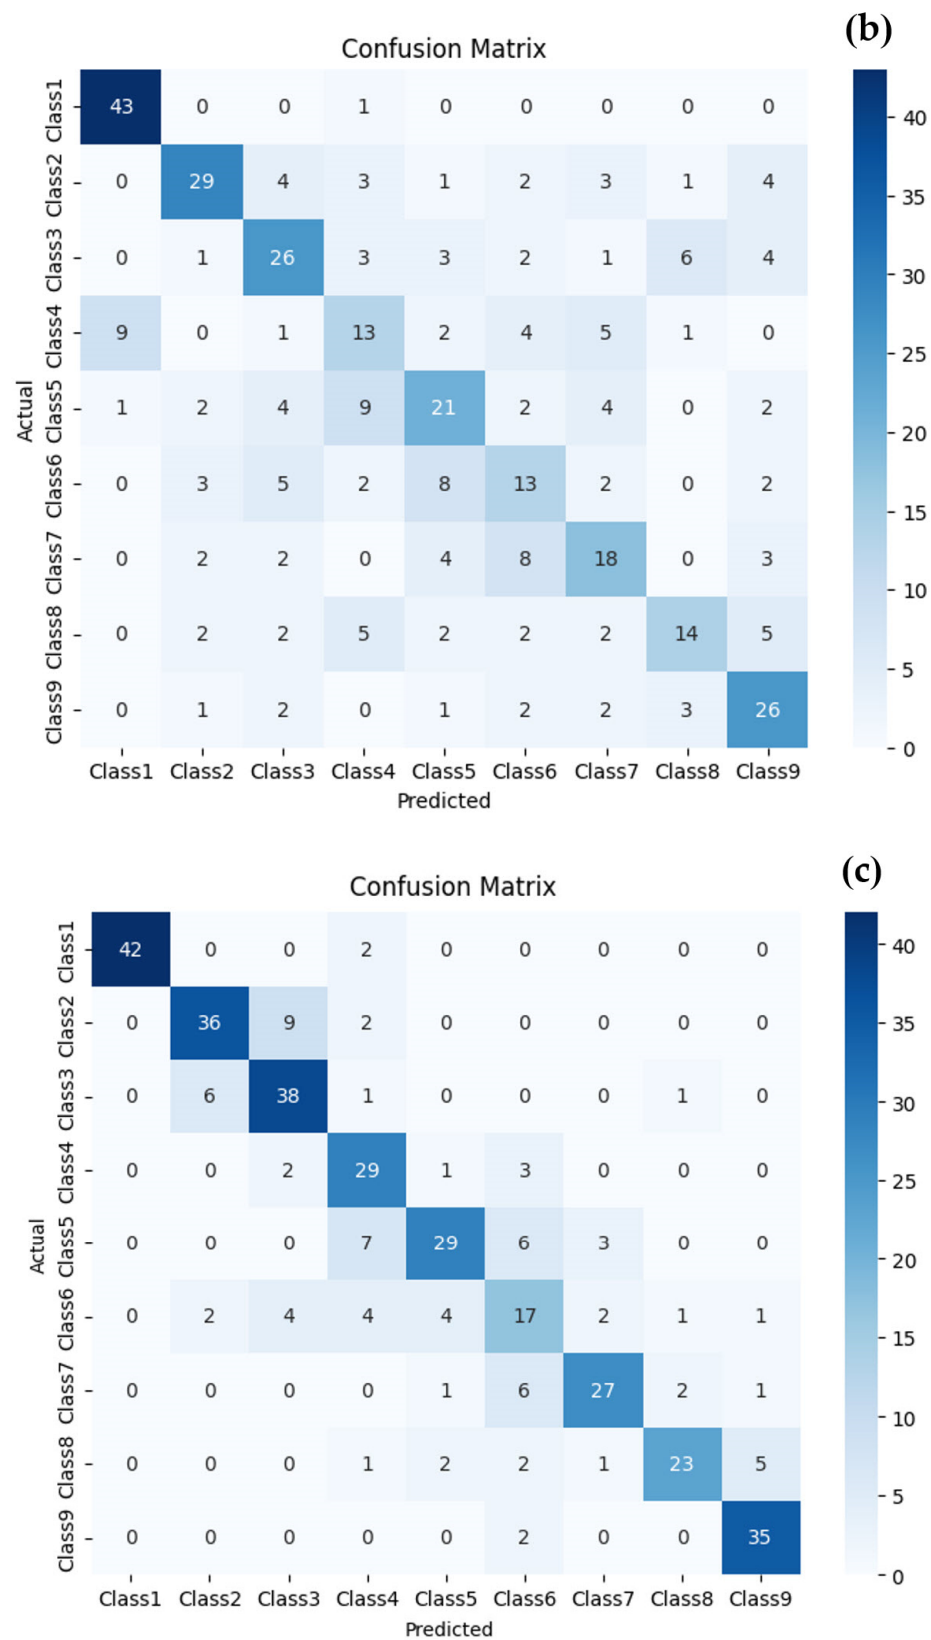 (b)
Confusion Matrix
Class1 43 0 0 1 0 0 0 0 0 40
Class2 0 29 4 3 1 2 3 1 4 35
Class3 0 1 26 3 3 2 1 6 4 30
Class4 9 0 1 13 2 4 5 1 0 25
Actual
Class5 1 2 4 9 21 2 4 0 2 20
Class6 0 3 5 2 8 13 2 0 2 15
Class7 0 2 2 0 4 8 18 0 3 10
Class8 0 2 2 5 2 2 2 14 5 5
Class9 0 1 2 0 1 2 2 3 26 0
Class1 Class2 Class3 Class4 Class5 Class6 Class7 Class8 Class9
Predicted
(c)
Confusion Matrix
Class1 42 0 0 2 0 0 0 0 0 40
Class2 0 36 9 2 0 0 0 0 0 35
Class3 0 6 38 1 0 0 0 1 0 30
Class4 0 0 2 29 1 3 0 0 0 25
Actual
Class5 0 0 0 7 29 6 3 0 0 20
Class6 0 2 4 4 4 17 2 1 1 15
Class7 0 0 0 0 1 6 27 2 1 10
Class8 0 0 0 1 2 2 1 23 5 5
Class9 0 0 0 0 0 2 0 0 35 0
Class1 Class2 Class3 Class4 Class5 Class6 Class7 Class8 Class9
Predicted